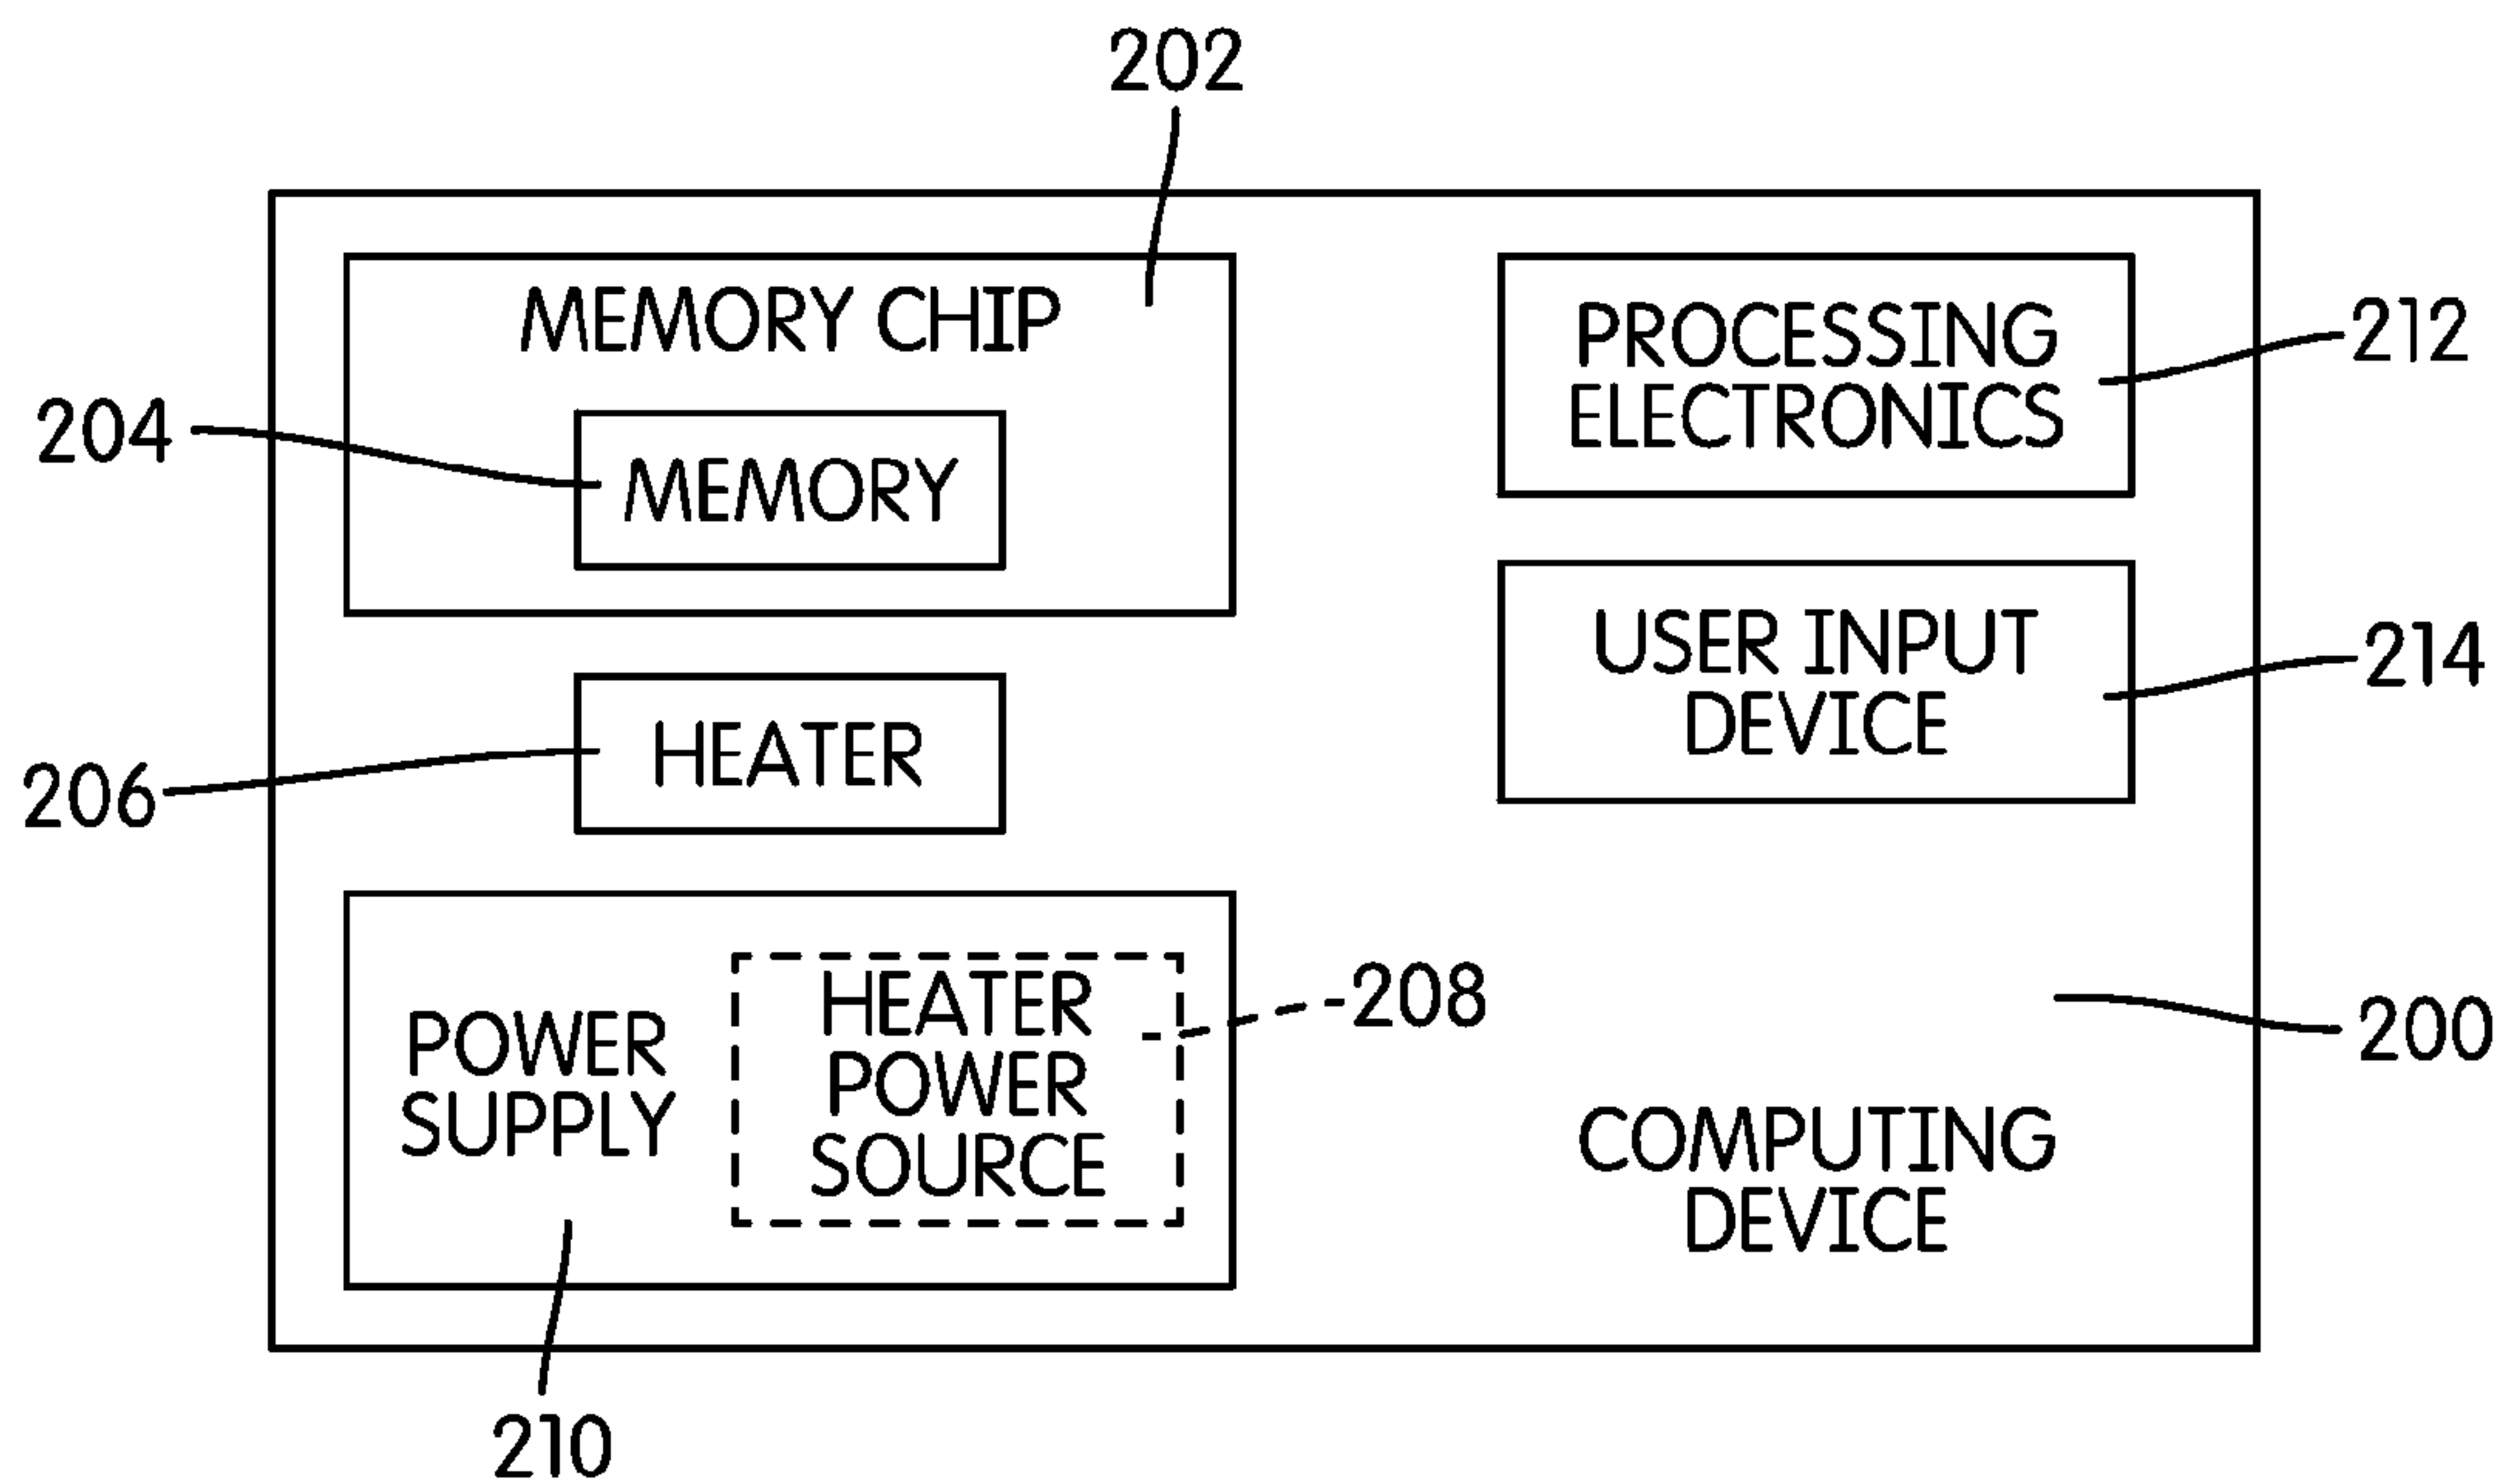 202
MEMORY CHIP
204
MEMORY
PROCESSING
ELECTRONICS
212
USER INPUT
DEVICE
214
HEATER
206
POWER
SUPPLY
HEATER
POWER
SOURCE
208
200
COMPUTING
DEVICE
210